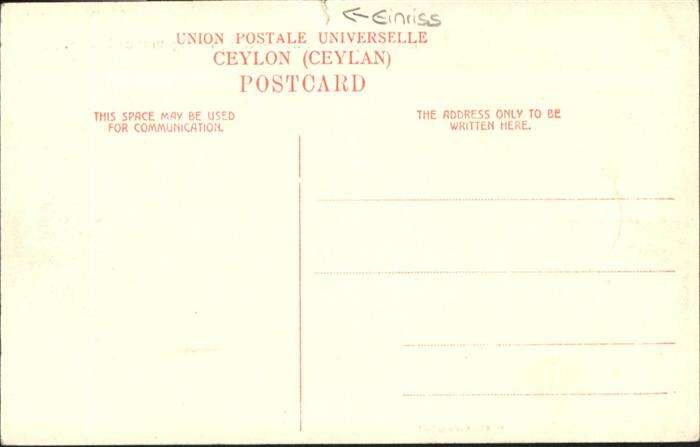 ← Einriss
UNION POSTALE UNIVERSELLE
CEYLON (CEYLAN)
POSTCARD
THIS SPACE MAY BE USED
FOR COMMUNICATION.
THE ADDRESS ONLY TO BE
WRITTEN HERE.